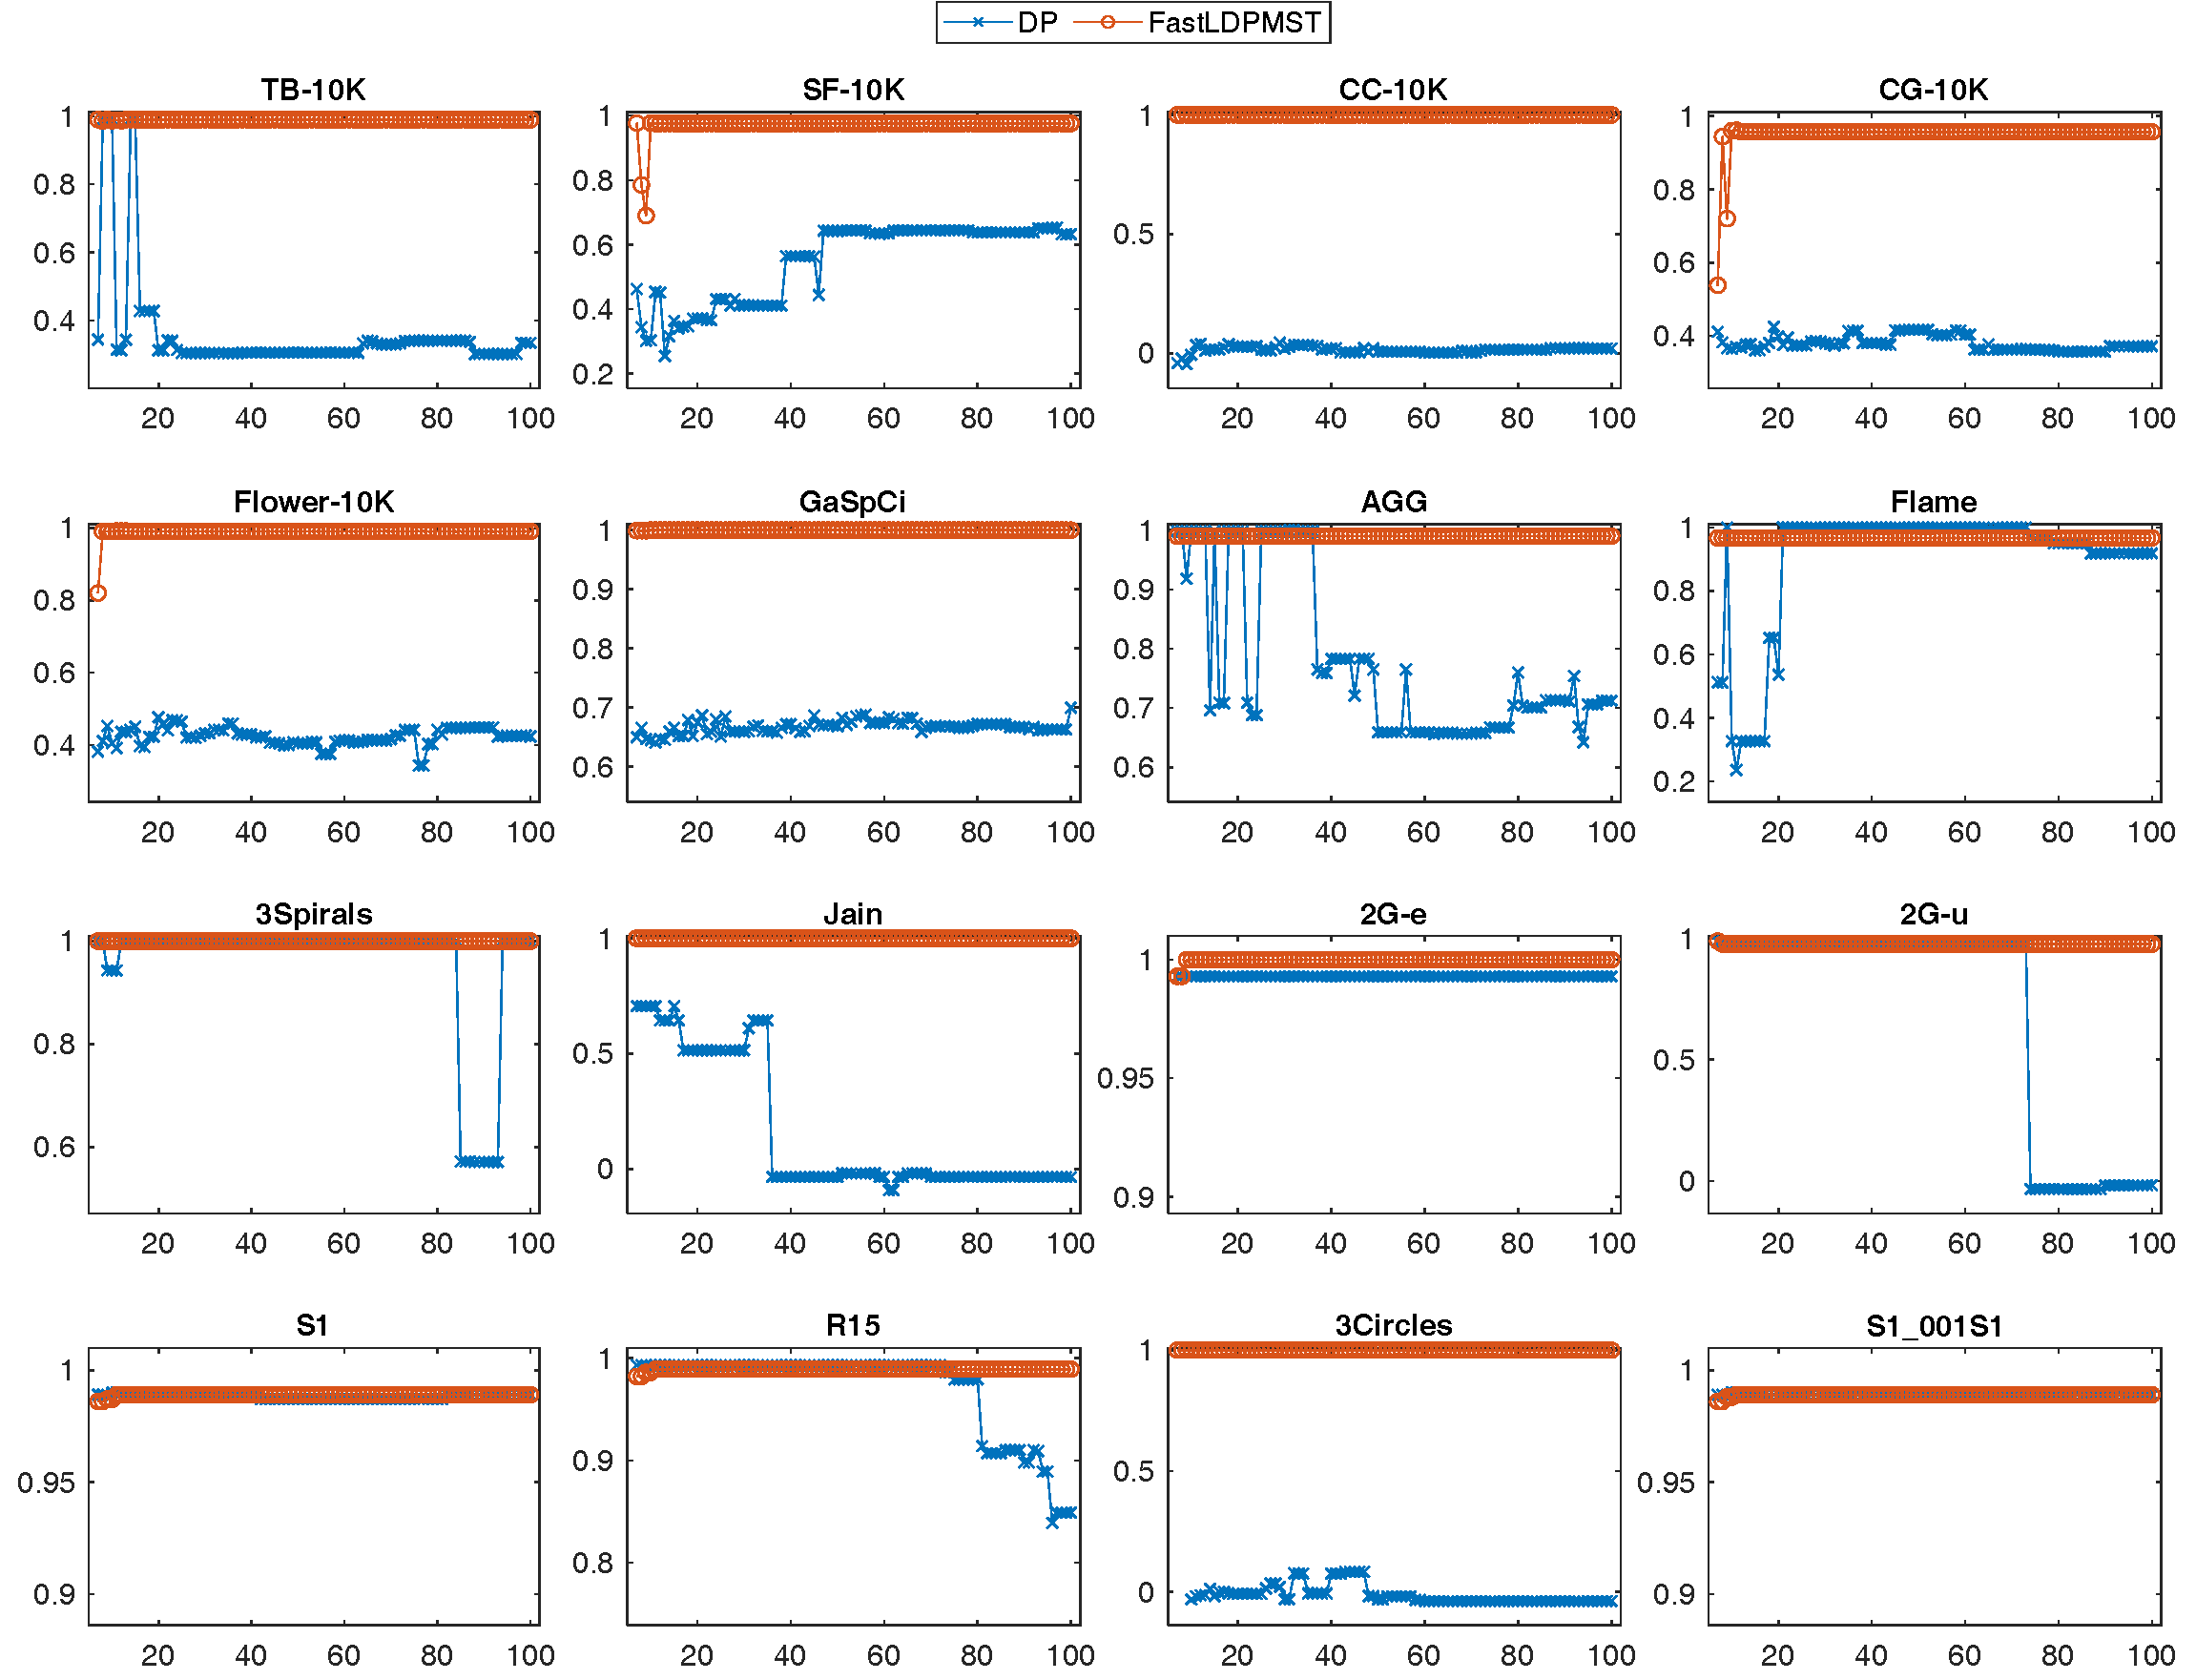 DP FastLDPMST
TB-10K SF-10K CC-10K CG-10K
1 0.8 0.6 0.4
20 40 60 80 100
1 0.8 0.6 0.4 0.2
20 40 60 80 100
1 0.5 0
20 40 60 80 100
1 0.8 0.6 0.4
20 40 60 80 100
Flower-10K GaSpCi AGG Flame
1 0.8 0.6 0.4
20 40 60 80 100
1 0.9 0.8 0.7 0.6
20 40 60 80 100
1 0.9 0.8 0.7 0.6
20 40 60 80 100
1 0.8 0.6 0.4 0.2
20 40 60 80 100
3Spirals Jain 2G-e 2G-u
1 0.8 0.6
20 40 60 80 100
1 0.5 0
20 40 60 80 100
1 0.95 0.9
20 40 60 80 100
1 0.5 0
20 40 60 80 100
S1 R15 3Circles S1_001S1
1 0.95 0.9
20 40 60 80 100
1 0.9 0.8
20 40 60 80 100
1 0.5 0
20 40 60 80 100
1 0.95 0.9
20 40 60 80 100